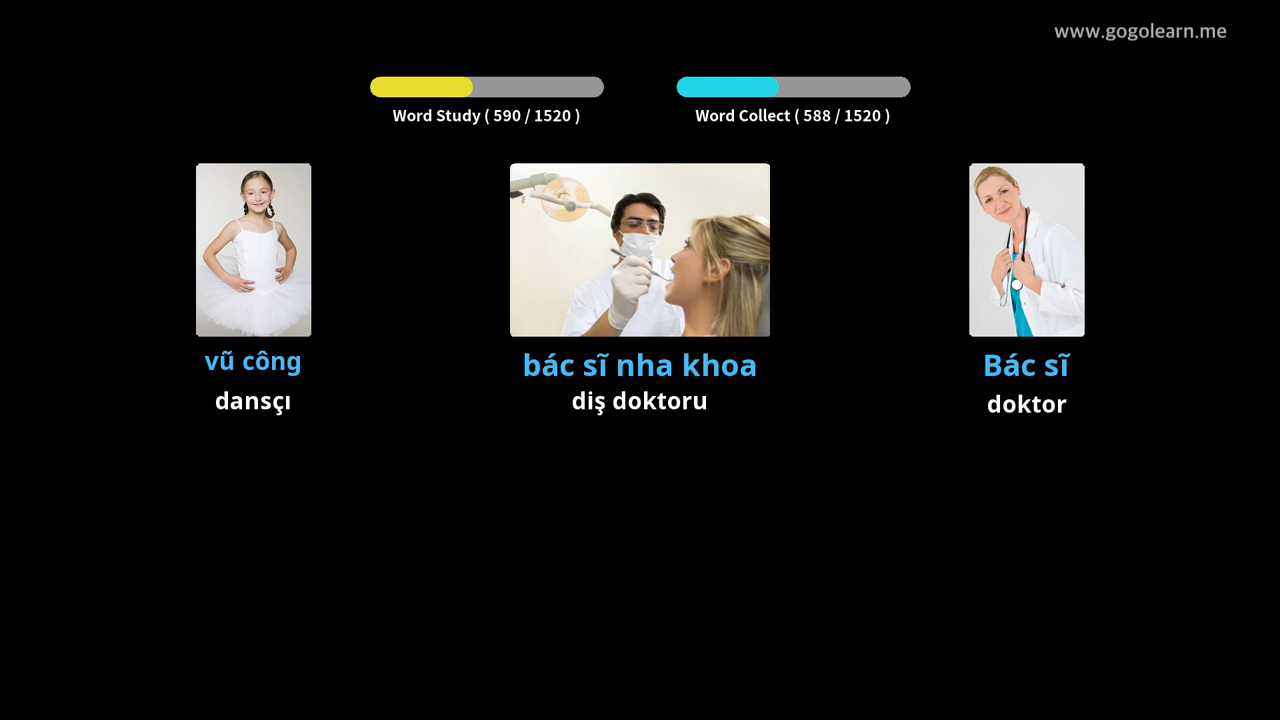 www.gogolearn.me
Word Study ( 590 / 1520 )
Word Collect ( 588 / 1520 )
vũ công
dansçı
bác sĩ nha khoa
diş doktoru
Bác sĩ
doktor